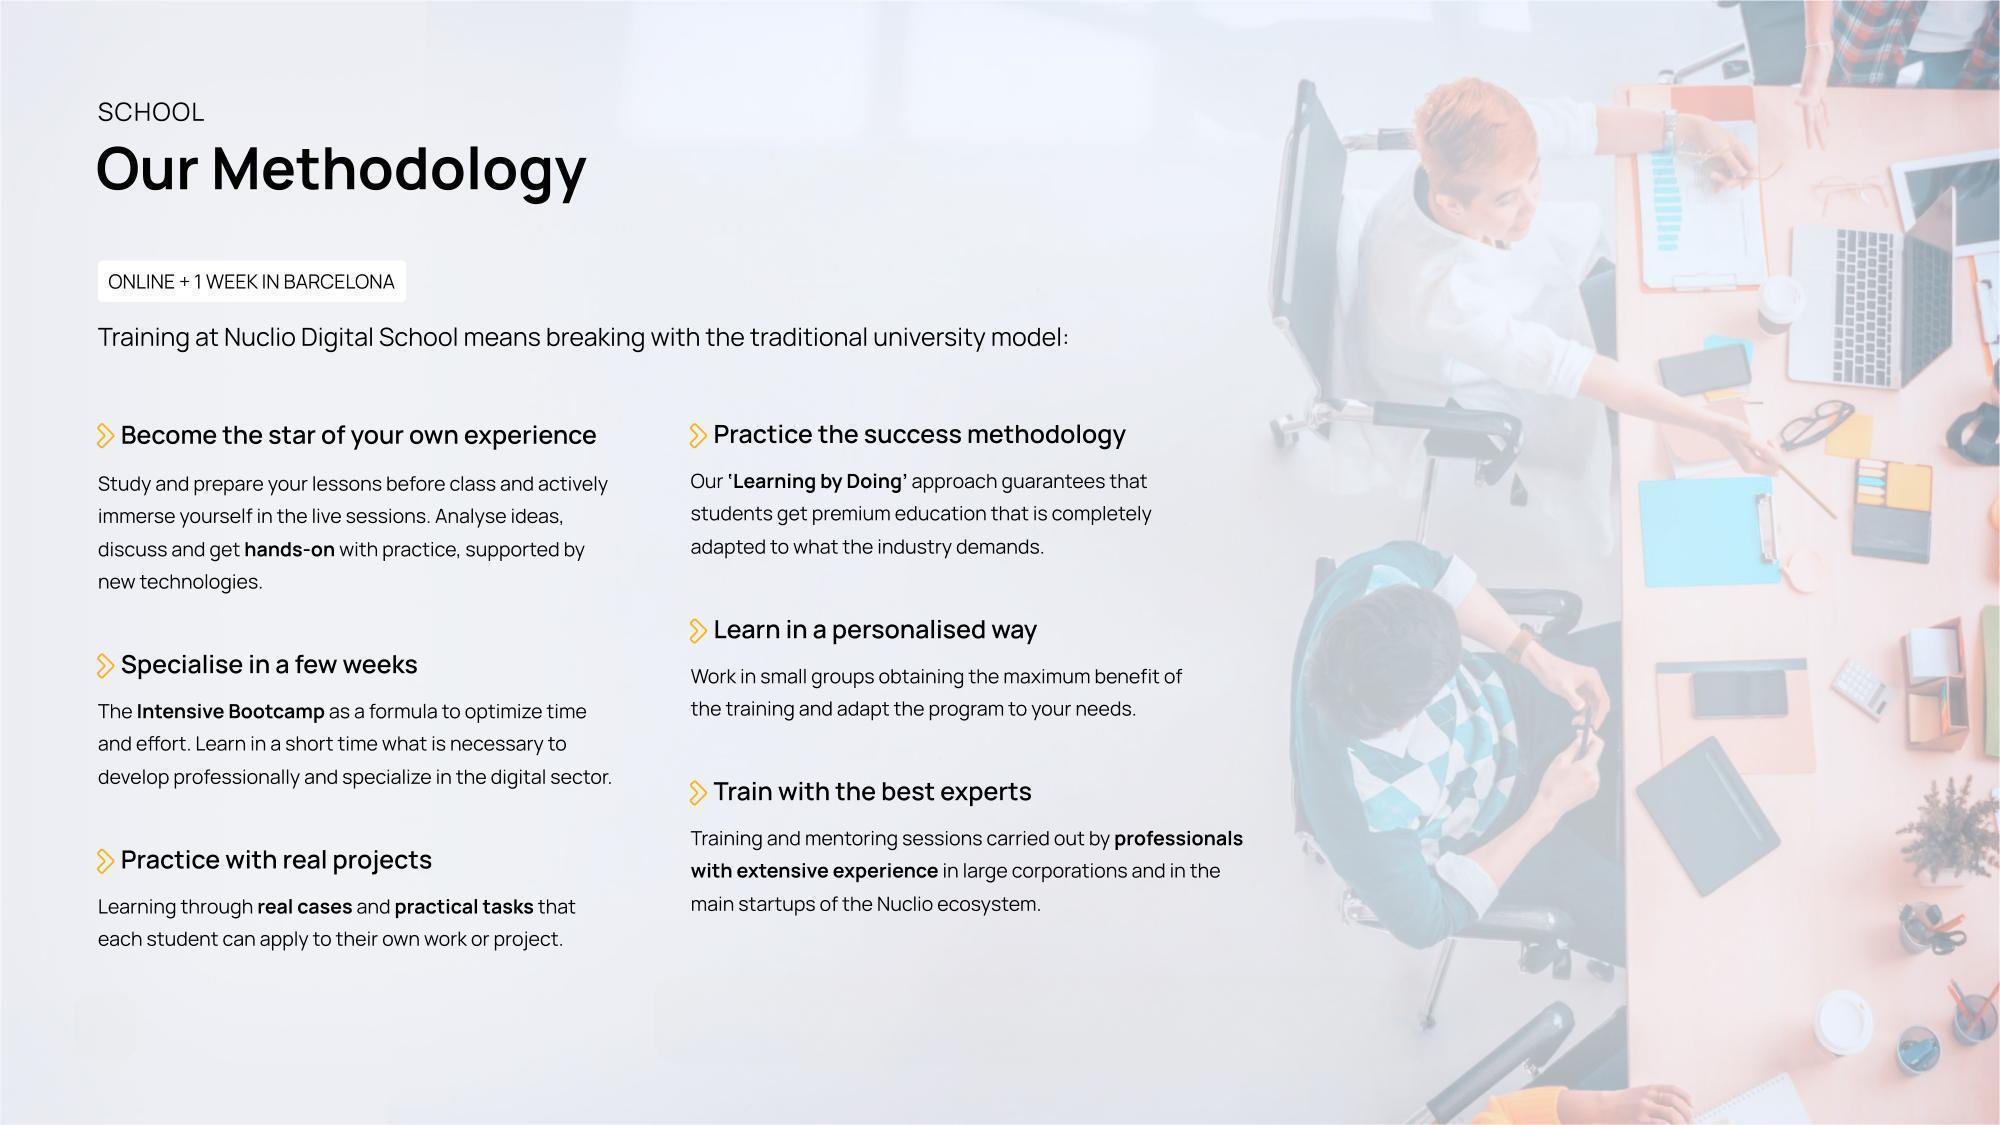 SCHOOL
Our Methodology
ONLINE + 1 WEEK IN BARCELONA
Training at Nuclio Digital School means breaking with the traditional university model:
Become the star of your own experience
Study and prepare your lessons before class and actively
immerse yourself in the live sessions. Analyse ideas,
discuss and get hands-on with practice, supported by
new technologies.
Specialise in a few weeks
The Intensive Bootcamp as a formula to optimize time
and effort. Learn in a short time what is necessary to
develop professionally and specialize in the digital sector.
Practice with real projects
Learning through real cases and practical tasks that
each student can apply to their own work or project.
Practice the success methodology
Our ‘Learning by Doing’ approach guarantees that
students get premium education that is completely
adapted to what the industry demands.
Learn in a personalised way
Work in small groups obtaining the maximum benefit of
the training and adapt the program to your needs.
Train with the best experts
Training and mentoring sessions carried out by professionals
with extensive experience in large corporations and in the
main startups of the Nuclio ecosystem.